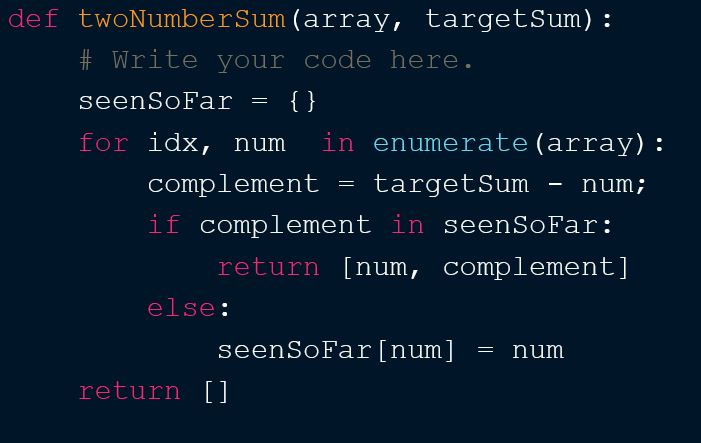 def twoNumberSum(array, targetSum):
    # Write your code here.
    seenSoFar = {}
    for idx, num  in enumerate(array):
        complement = targetSum - num;
        if complement in seenSoFar:
            return [num, complement]
        else:
            seenSoFar[num] = num
    return []